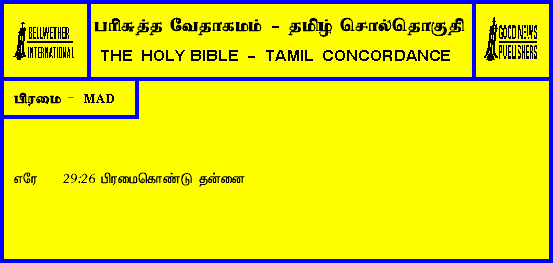 BELLWETHER
INTERNATIONAL
பரிசுத்த வேதாகமம் - தமிழ் சொல்தொகுதி
THE HOLY BIBLE - TAMIL CONCORDANCE
GOOD NEWS
PUBLISHERS
பிரமை - MAD
எரே 29:26 பிரமைகொண்டு தன்னை